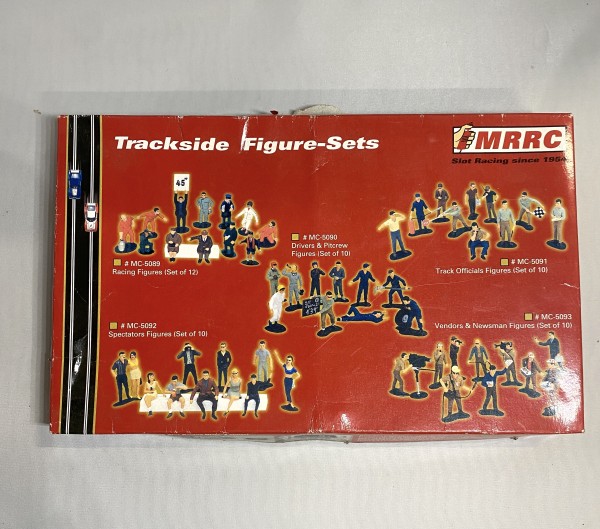 Trackside Figure-Sets
MRRC
Slot Racing since 1954
45"
# MC-5089
Racing Figures (Set of 12)
# MC-5090
Drivers & Pitcrew
Figures (Set of 10)
# MC-5091
Track Officials Figures (Set of 10)
# MC-5092
Spectators Figures (Set of 10)
# MC-5093
Vendors & Newsman Figures (Set of 10)